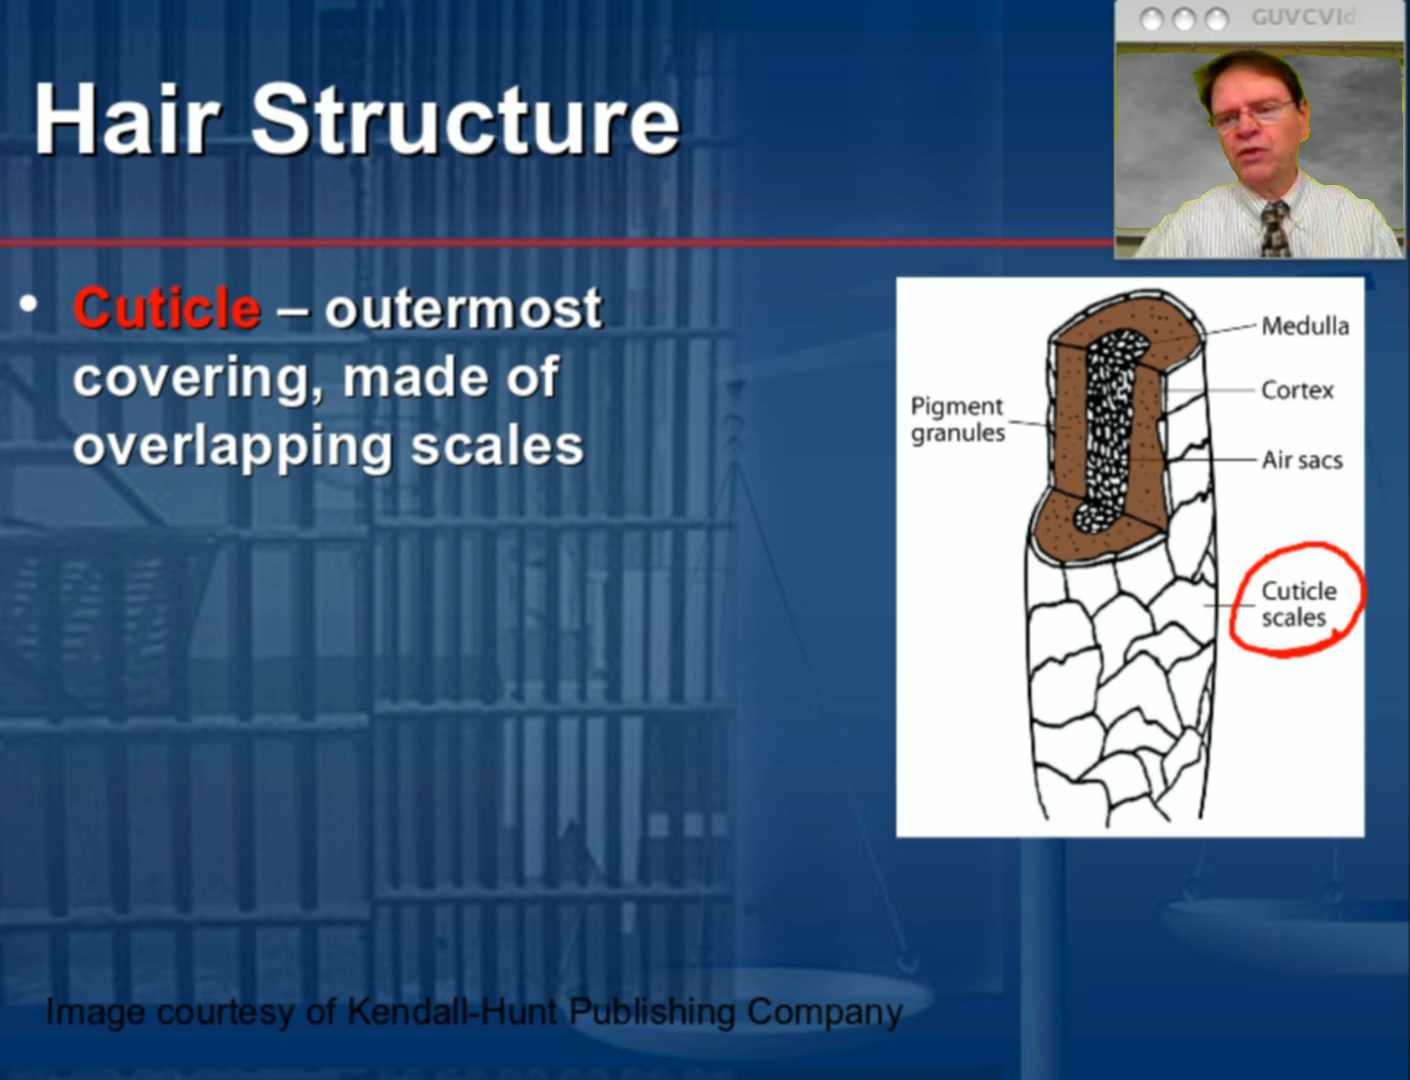 GUVCVId
Hair Structure
• Cuticle – outermost
covering, made of
overlapping scales
Medulla
Cortex
Pigment
granules
Air sacs
Cuticle
scales
Image courtesy of Kendall-Hunt Publishing Company